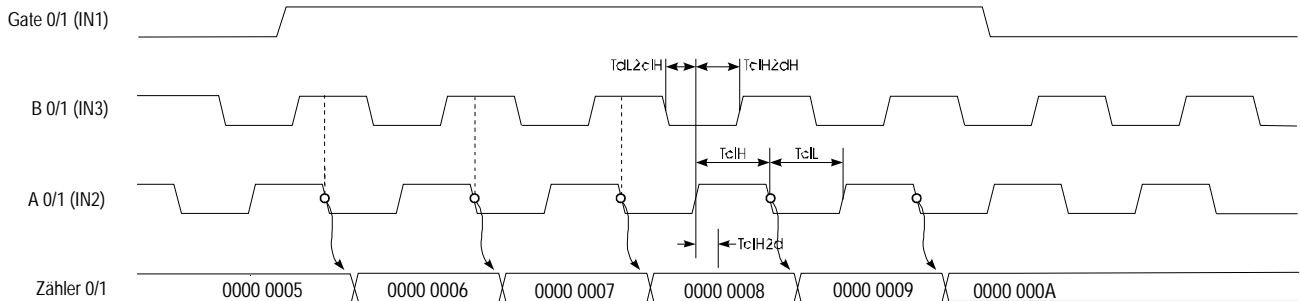 Gate 0/1 (IN1)
TdL2clH TclH2dH
B 0/1 (IN3)
TclH TclL
A 0/1 (IN2)
TclH2d
Zähler 0/1 0000 0005 0000 0006 0000 0007 0000 0008 0000 0009 0000 000A